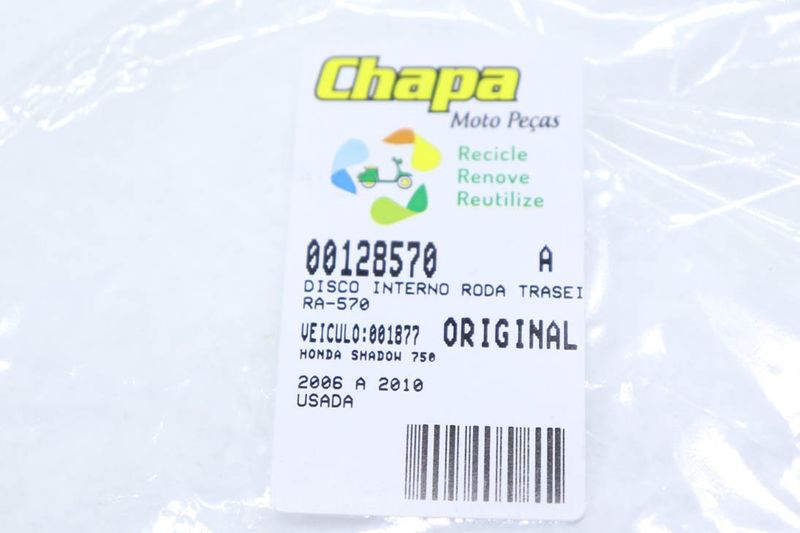 Chapa
Moto Peças
Recicle
Renove
Reutilize
00128570 A
DISCO INTERNO RODA TRASEI
RA-570
VEICULO:001877 ORIGINAL
HONDA SHADOW 750
2006 A 2010
USADA